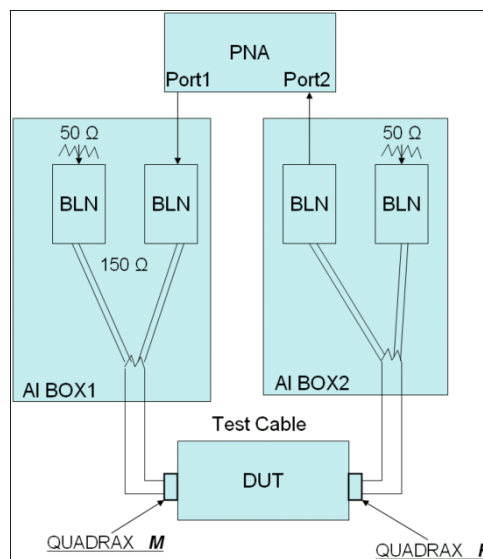 PNA
Port1 Port2
50 Ω
50 Ω
BLN BLN
BLN BLN
150 Ω
AI BOX1
AI BOX2
Test Cable
DUT
QUADRAX M
QUADRAX